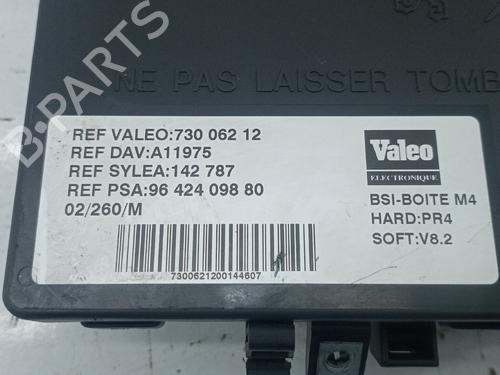 NE PAS LAISSER TOMB
REF VALEO:730 062 12
REF DAV:A11975
REF SYLEA:142 787
REF PSA:96 424 098 80
02/260/M
7300621200144607
Valeo
ELECTRONIQUE
BSI-BOITE M4
HARD:PR4
SOFT:V8.2
B-PARTS